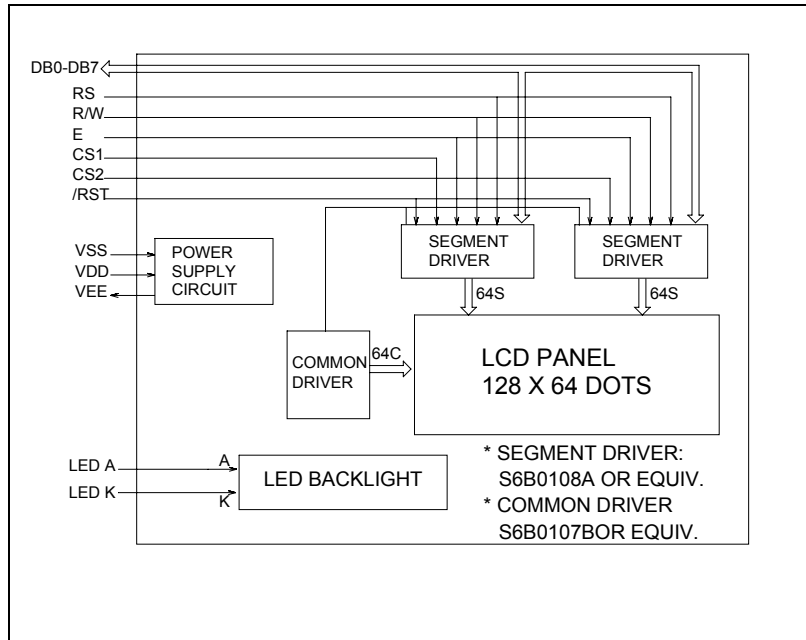 DB0-DB7
RS
R/W
E
CS1
CS2
/RST
SEGMENT
DRIVER
SEGMENT
DRIVER
VSS
VDD
VEE
POWER
SUPPLY
CIRCUIT
64S
64S
COMMON
DRIVER
64C
LCD PANEL
128 X 64 DOTS
LED A
LED K
A
K
LED BACKLIGHT
* SEGMENT DRIVER:
S6B0108A OR EQUIV.
* COMMON DRIVER
S6B0107BOR EQUIV.